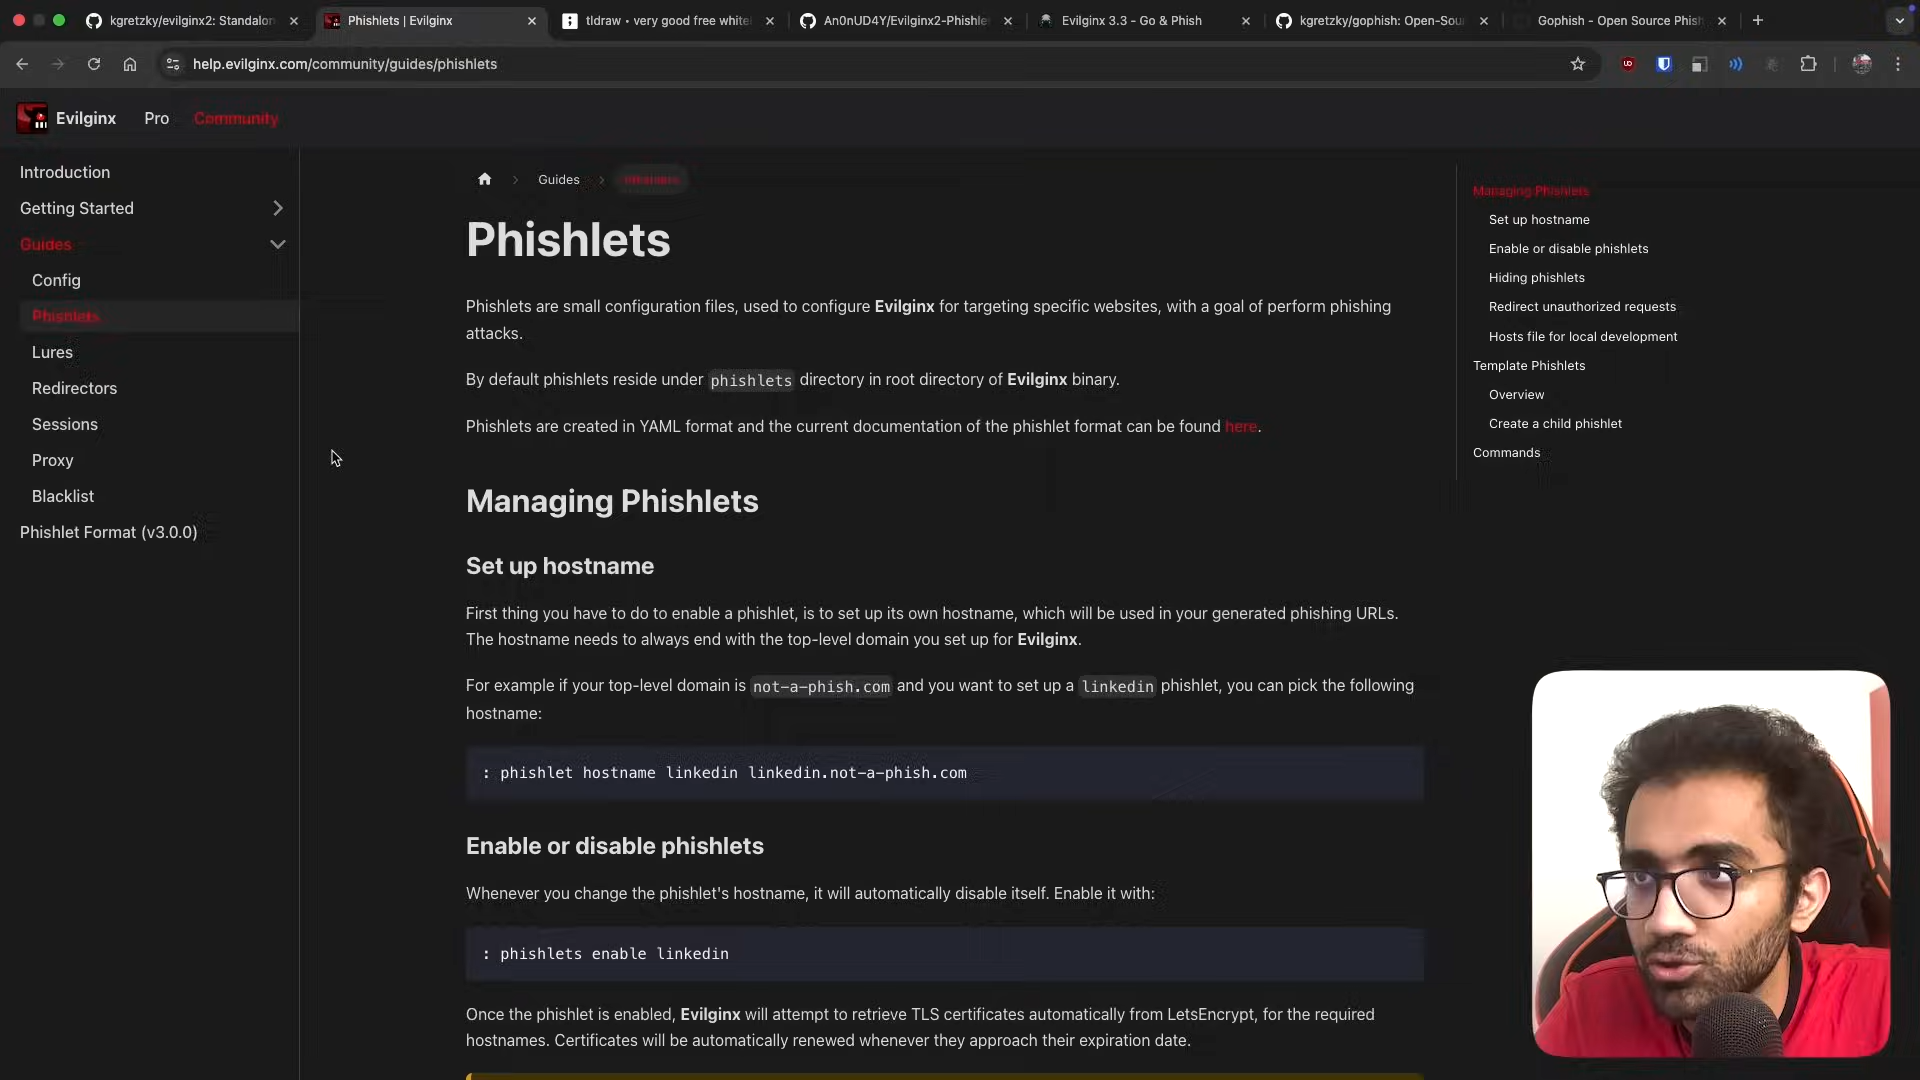 kgretzky/evilginx2: Standalon
Phishlets | Evilginx
tldraw • very good free white
An0nUD4Y/Evilginx2-Phishle
Evilginx 3.3 - Go & Phish
kgretzky/gophish: Open-Sou
Gophish - Open Source Phish
help.evilginx.com/community/guides/phishlets
Evilginx
Pro
Community
Introduction
Getting Started
Guides
Config
Phishlets
Lures
Redirectors
Sessions
Proxy
Blacklist
Phishlet Format (v3.0.0)
Guides
Phishlets
Phishlets are small configuration files, used to configure Evilginx for targeting specific websites, with a goal of perform phishing
attacks.
By default phishlets reside under phishlets directory in root directory of Evilginx binary.
Phishlets are created in YAML format and the current documentation of the phishlet format can be found here.
Managing Phishlets
Set up hostname
First thing you have to do to enable a phishlet, is to set up its own hostname, which will be used in your generated phishing URLs.
The hostname needs to always end with the top-level domain you set up for Evilginx.
For example if your top-level domain is not-a-phish.com and you want to set up a linkedin phishlet, you can pick the following
hostname:
: phishlet hostname linkedin linkedin.not-a-phish.com
Enable or disable phishlets
Whenever you change the phishlet's hostname, it will automatically disable itself. Enable it with:
: phishlets enable linkedin
Once the phishlet is enabled, Evilginx will attempt to retrieve TLS certificates automatically from LetsEncrypt, for the required
hostnames. Certificates will be automatically renewed whenever they approach their expiration date.
Managing Phishlets
Set up hostname
Enable or disable phishlets
Hiding phishlets
Redirect unauthorized requests
Hosts file for local development
Template Phishlets
Overview
Create a child phishlet
Commands